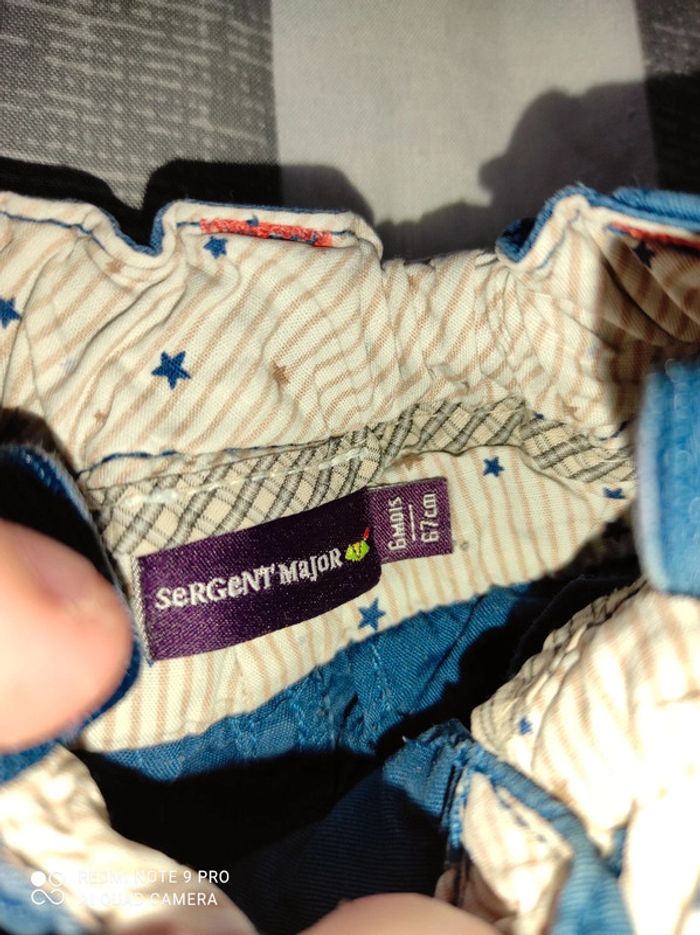 SeRGeNT MaJoR
6MOIS
67cm
REDMI NOTE 9 PRO
AI QUAD CAMERA